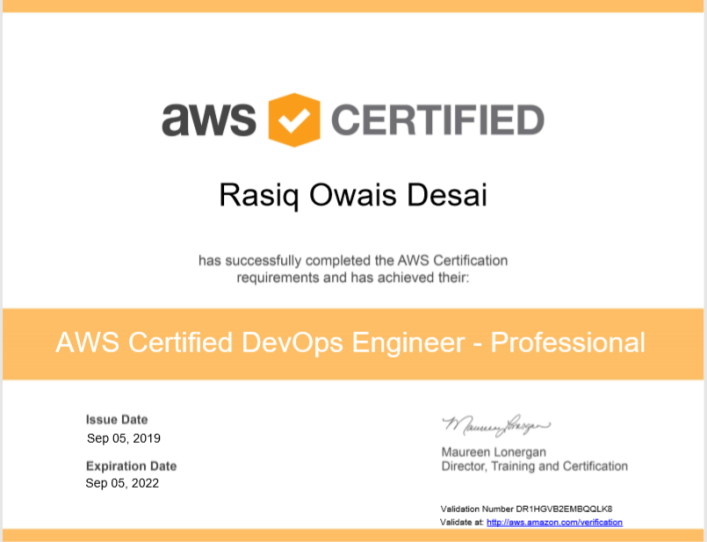 aws CERTIFIED
Rasiq Owais Desai
has successfully completed the AWS Certification
requirements and has achieved their:
AWS Certified DevOps Engineer - Professional
Issue Date
Sep 05, 2019
Expiration Date
Sep 05, 2022
Maureen Lonergan
Maureen Lonergan
Director, Training and Certification
Validation Number DR1HGVB2EMBQQLK8
Validate at: http://aws.amazon.com/verification